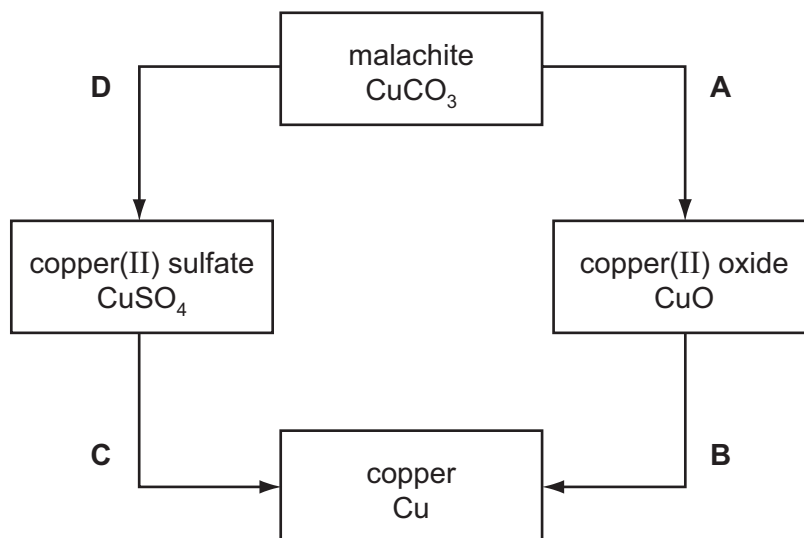 malachite
CuCO₃
D
A
copper(II) sulfate
CuSO₄
copper(II) oxide
CuO
C
B
copper
Cu